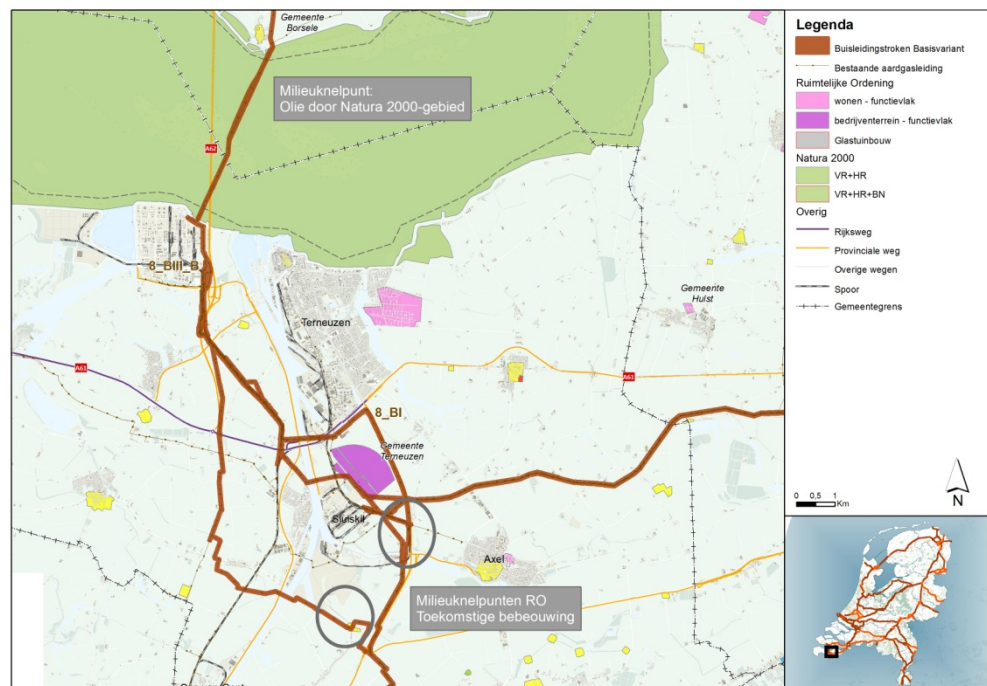 Gemeente
Borsele
Milieuknelpunt:
Olie door Natura 2000-gebied
A62
8_BIII_B
Terneuzen
Gemeente
Hulst
A61
A61
8_BI
Gemeente
Terneuzen
Sluiskil
Axel
Milieuknelpunten RO
Toekomstige bebeouwing
Legenda
Buisleidingstroken Basisvariant
Bestaande aardgasleiding
Ruimtelijke Ordening
wonen - functievlak
bedrijventerrein - functievlak
Glastuinbouw
Natura 2000
VR+HR
VR+HR+BN
Overig
Rijksweg
Provinciale weg
Overige wegen
Spoor
Gemeentegrens
0 0,5 1
Km
N